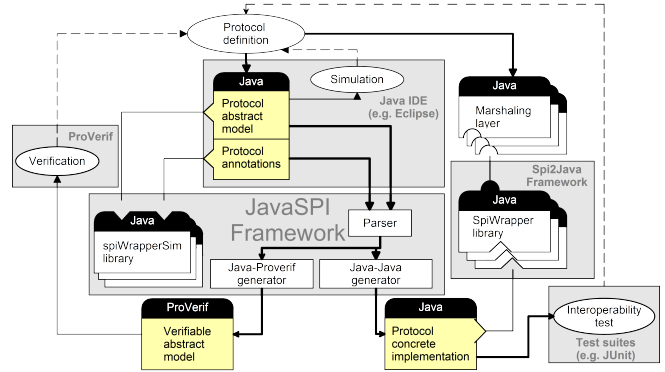 Protocol
definition
Java
Protocol
abstract
model
Protocol
annotations
Simulation
Java IDE
(e.g. Eclipse)
Java
Marshaling
layer
ProVerif
Verification
Spi2Java
Framework
Java
SpiWrapper
library
JavaSPI
Framework
Java
spiWrapperSim
library
Parser
Java-Proverif
generator
Java-Java
generator
ProVerif
Verifiable
abstract
model
Java
Protocol
concrete
implementation
Interoperability
test
Test suites
(e.g. JUnit)